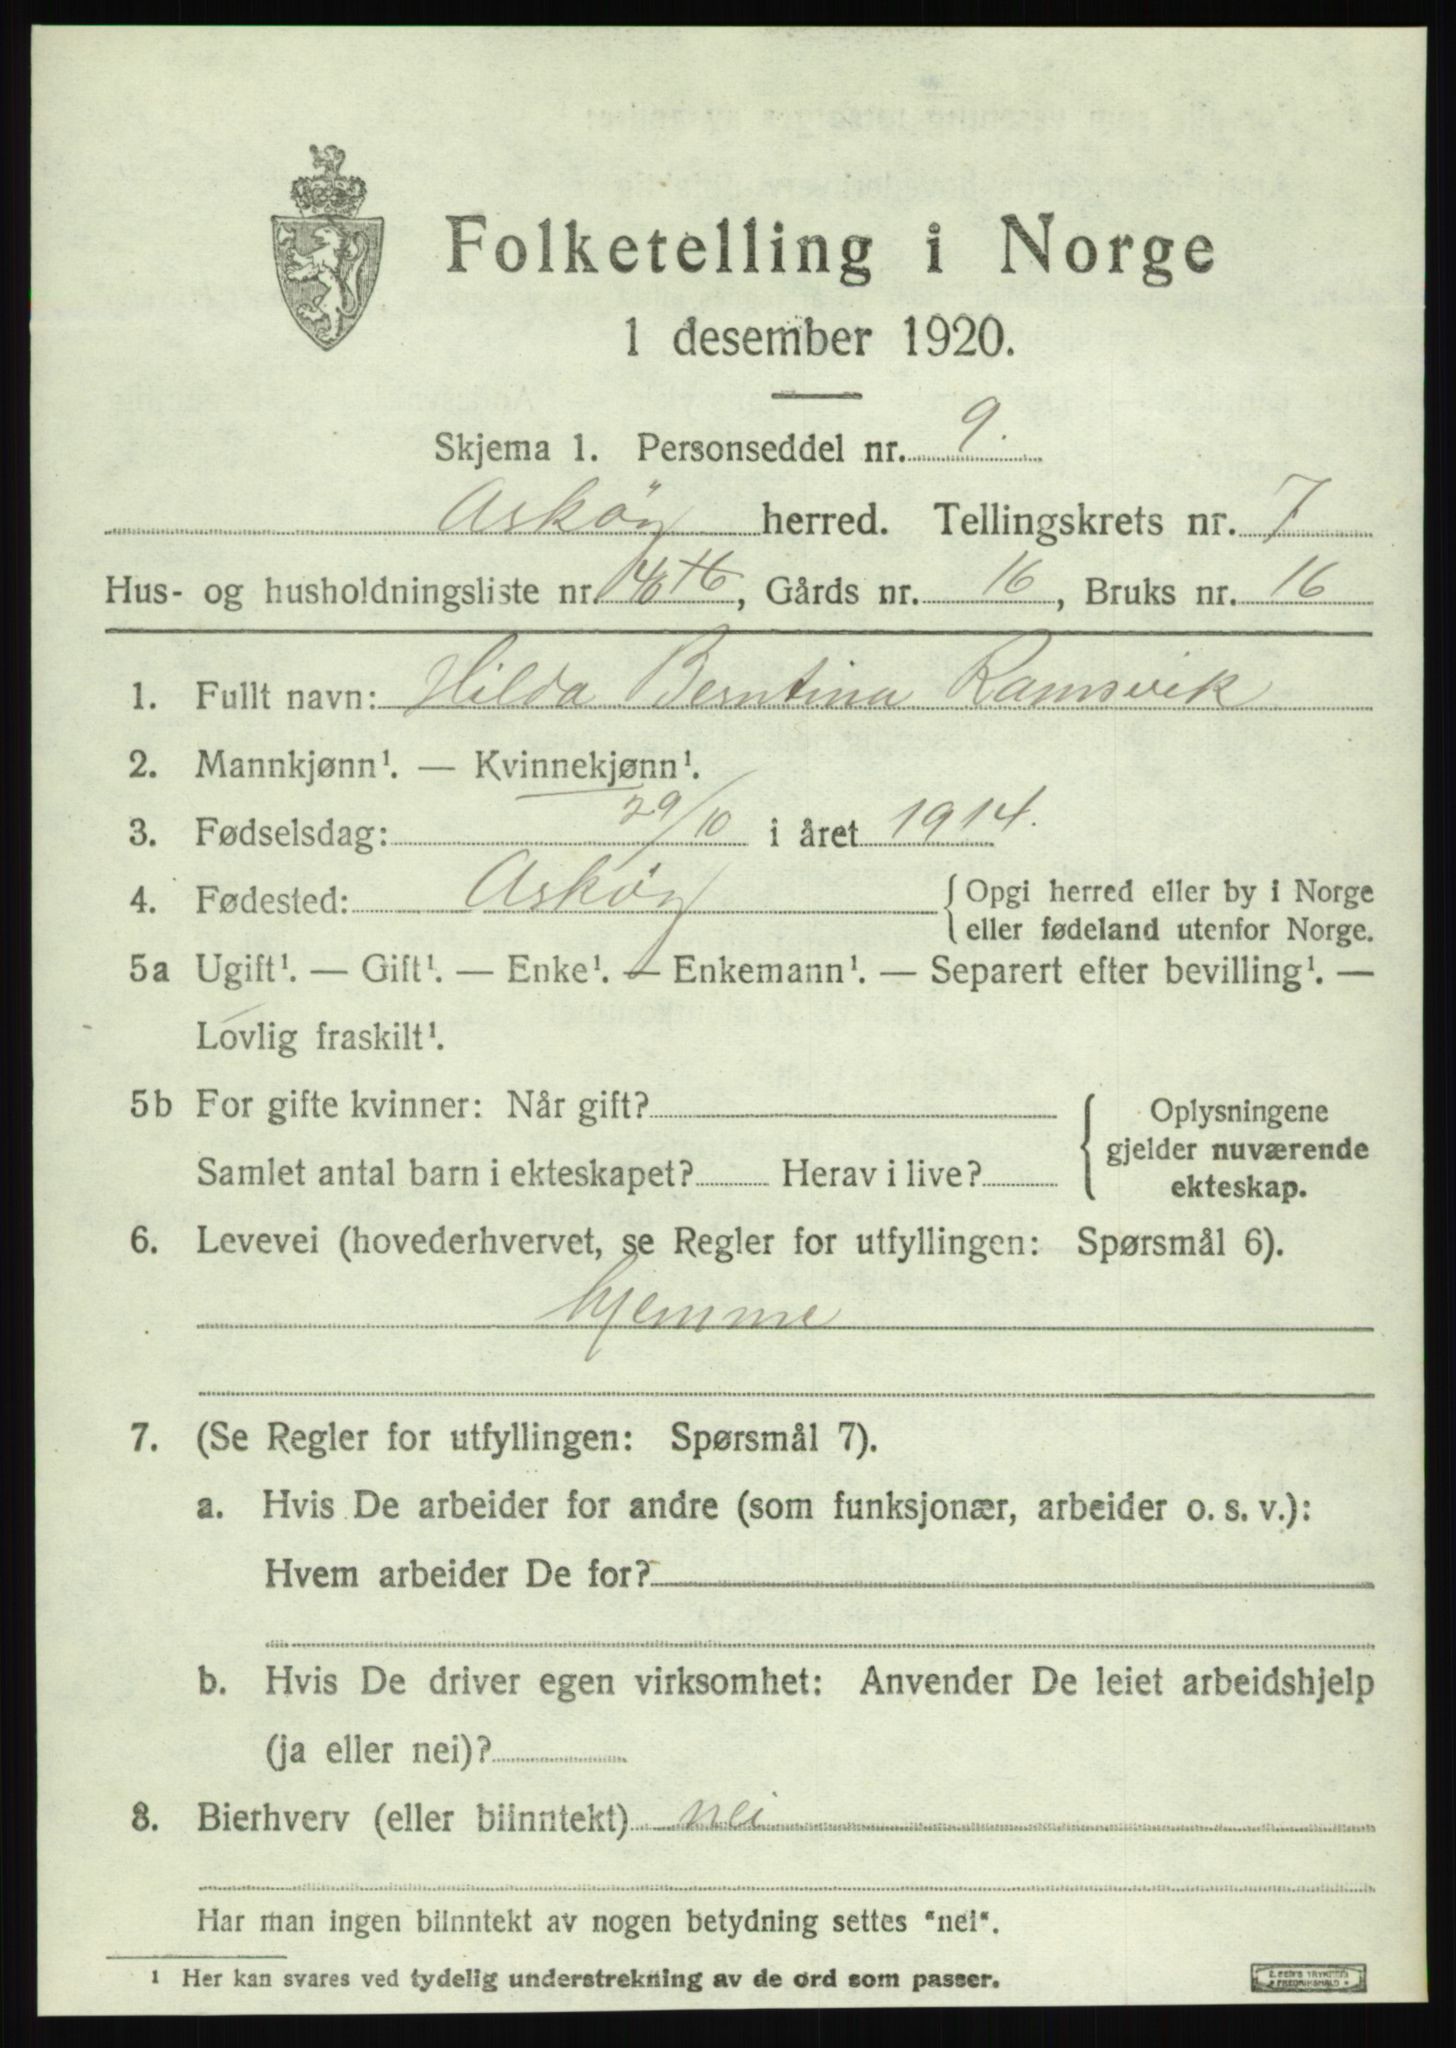 Folketelling i Norge
1 desember 1920.
Skjema 1. Personseddel nr. 9.
Askøy herred. Tellingskrets nr. 7
Hus- og husholdningsliste nr. 46, Gårds nr. 16, Bruks nr. 16
1. Fullt navn: Hilda Berntina Ramsvik
2. Mannkjønn¹. — Kvinnekjønn¹.
3. Fødselsdag: 29/10 i året 1914.
4. Fødested: Askøy { Opgi herred eller by i Norge
eller fødeland utenfor Norge.
5a Ugift¹. — Gift¹. — Enke¹. — Enkemann¹. — Separert efter bevilling¹. —
Lovlig fraskilt¹.
5b For gifte kvinner: Når gift?
Samlet antal barn i ekteskapet? Herav i live?
{ Oplysningene
gjelder nuværende
ekteskap.
6. Levevei (hovederhvervet, se Regler for utfyllingen: Spørsmål 6).
hjemme
7. (Se Regler for utfyllingen: Spørsmål 7).
a. Hvis De arbeider for andre (som funksjonær, arbeider o. s. v.):
Hvem arbeider De for?
b. Hvis De driver egen virksomhet: Anvender De leiet arbeidshjelp
(ja eller nei)?
8. Bierhverv (eller biinntekt) nei
Har man ingen biinntekt av nogen betydning settes "nei".
1 Her kan svares ved tydelig understrekning av de ord som passer.